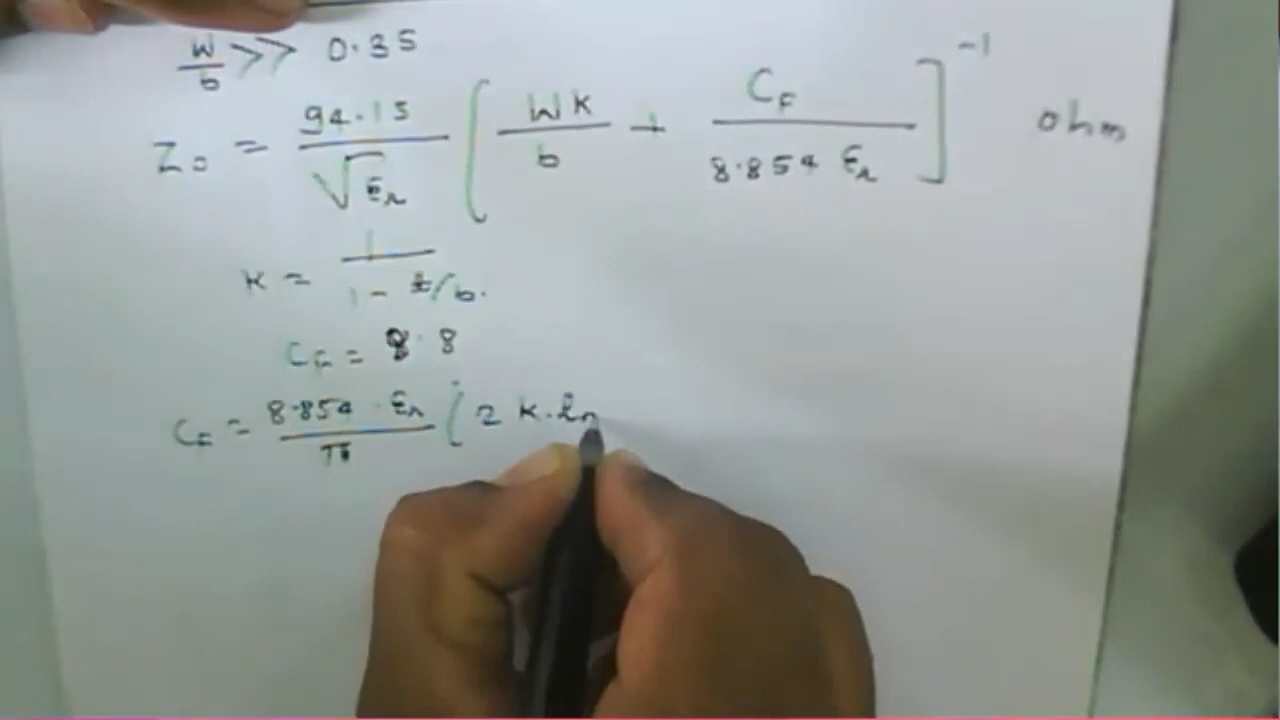 W/b >> 0.35
Z0 = 94.15/√εr [ WK/b + CF/8.854 εr ]^-1 ohm
K = 1/1 - t/b.
CF = 8.8
CF = 8.854 . εr/π ( 2 K.ln